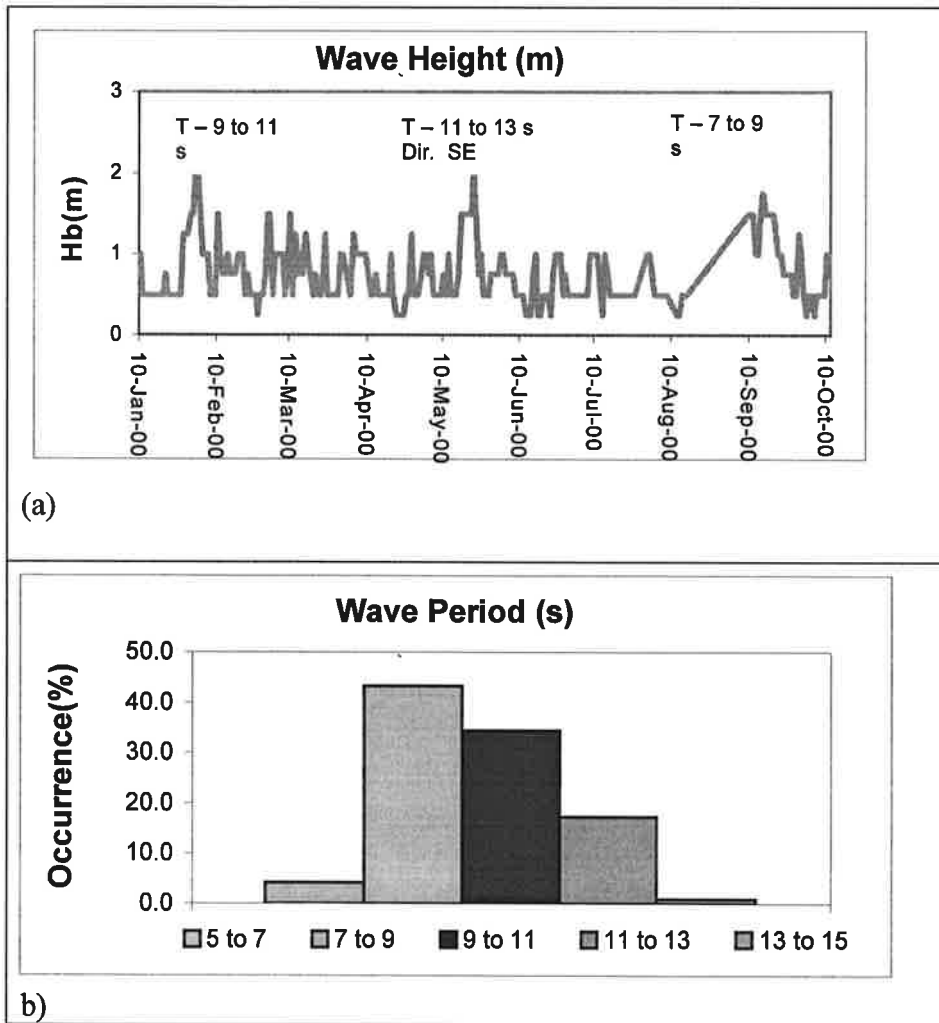 Wave Height (m)
T – 9 to 11
s
T – 11 to 13 s
Dir. SE
T – 7 to 9
s
Hb(m)
3
2
1
0
10-Jan-00
10-Feb-00
10-Mar-00
10-Apr-00
10-May-00
10-Jun-00
10-Jul-00
10-Aug-00
10-Sep-00
10-Oct-00
(a)
Wave Period (s)
Occurrence(%)
50.0
40.0
30.0
20.0
10.0
0.0
5 to 7 7 to 9 9 to 11 11 to 13 13 to 15
b)